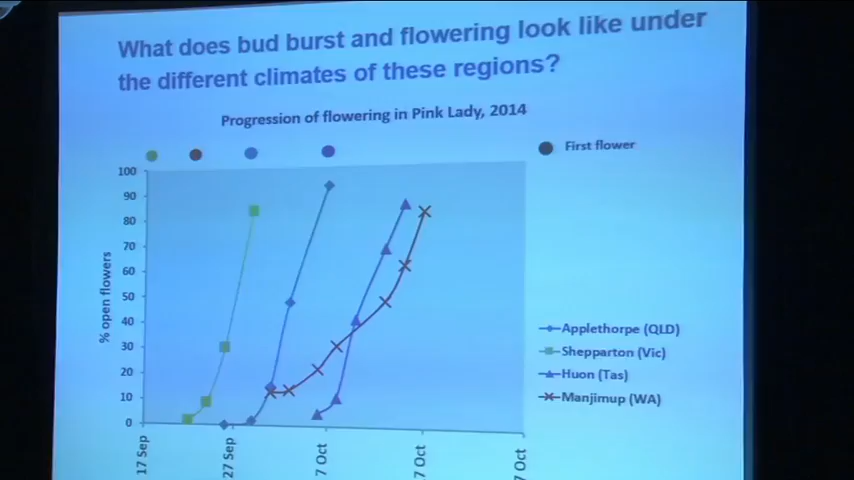 What does bud burst and flowering look like under
the different climates of these regions?
Progression of flowering in Pink Lady, 2014
First flower
100
90
80
70
60
50
40
30
20
10
0
% open flowers
17 Sep
27 Sep
7 Oct
7 Oct
7 Oct
Applethorpe (QLD)
Shepparton (Vic)
Huon (Tas)
Manjimup (WA)